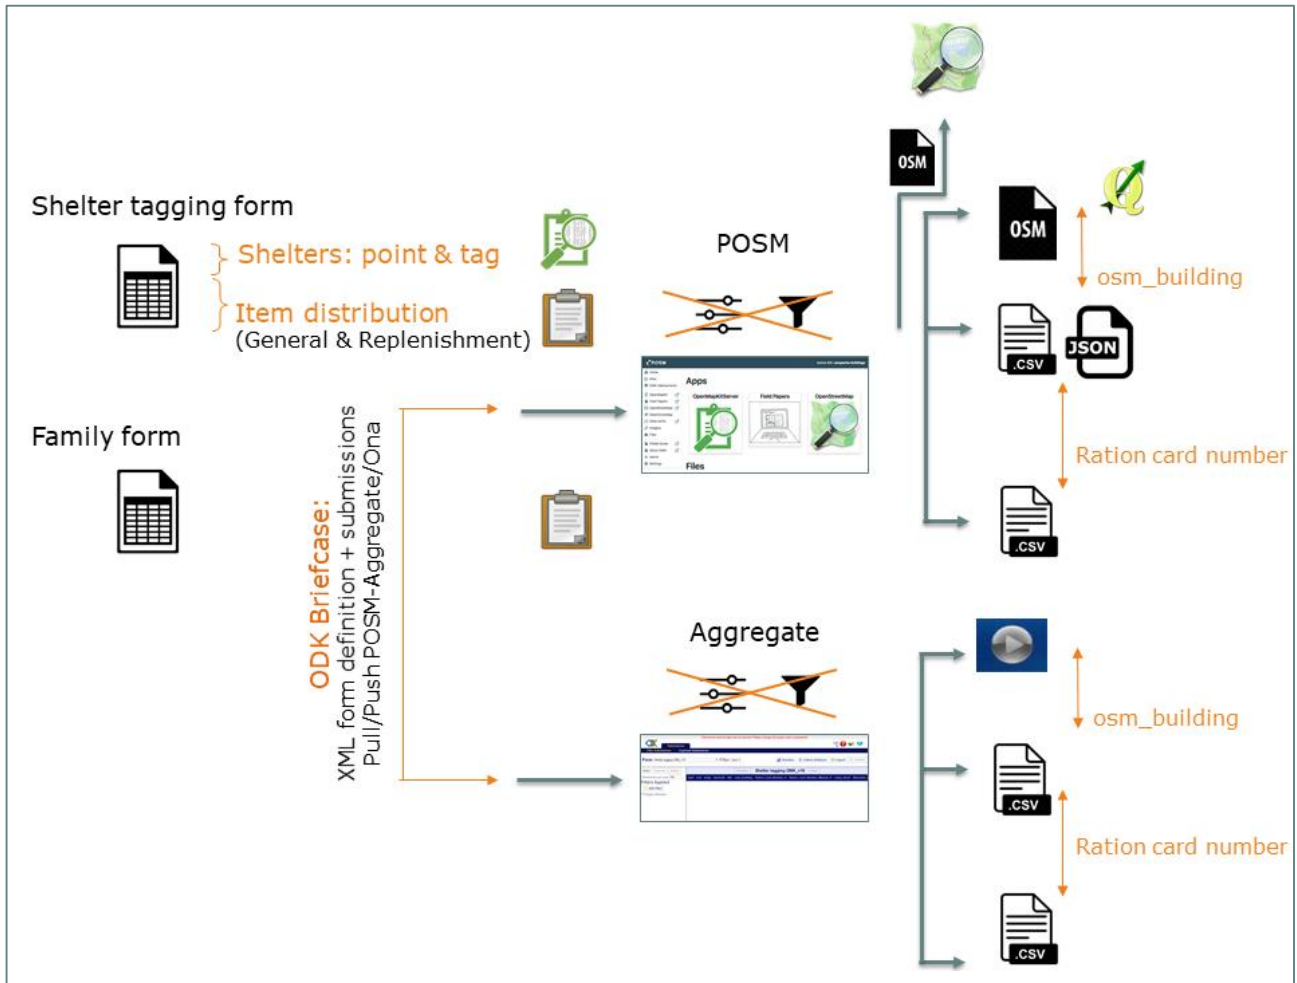 OSM
Shelter tagging form
Shelters: point & tag
Item distribution
(General & Replenishment)
POSM
OSM
osm_building
.CSV
JSON
POSM
Apps
OpenMapKitServer
Field Papers
OpenStreetMap
Files
Family form
Ration card number
.CSV
ODK Briefcase:
XML form definition + submissions
Pull/Push POSM-Aggregate/Ona
Aggregate
osm_building
.CSV
Ration card number
.CSV